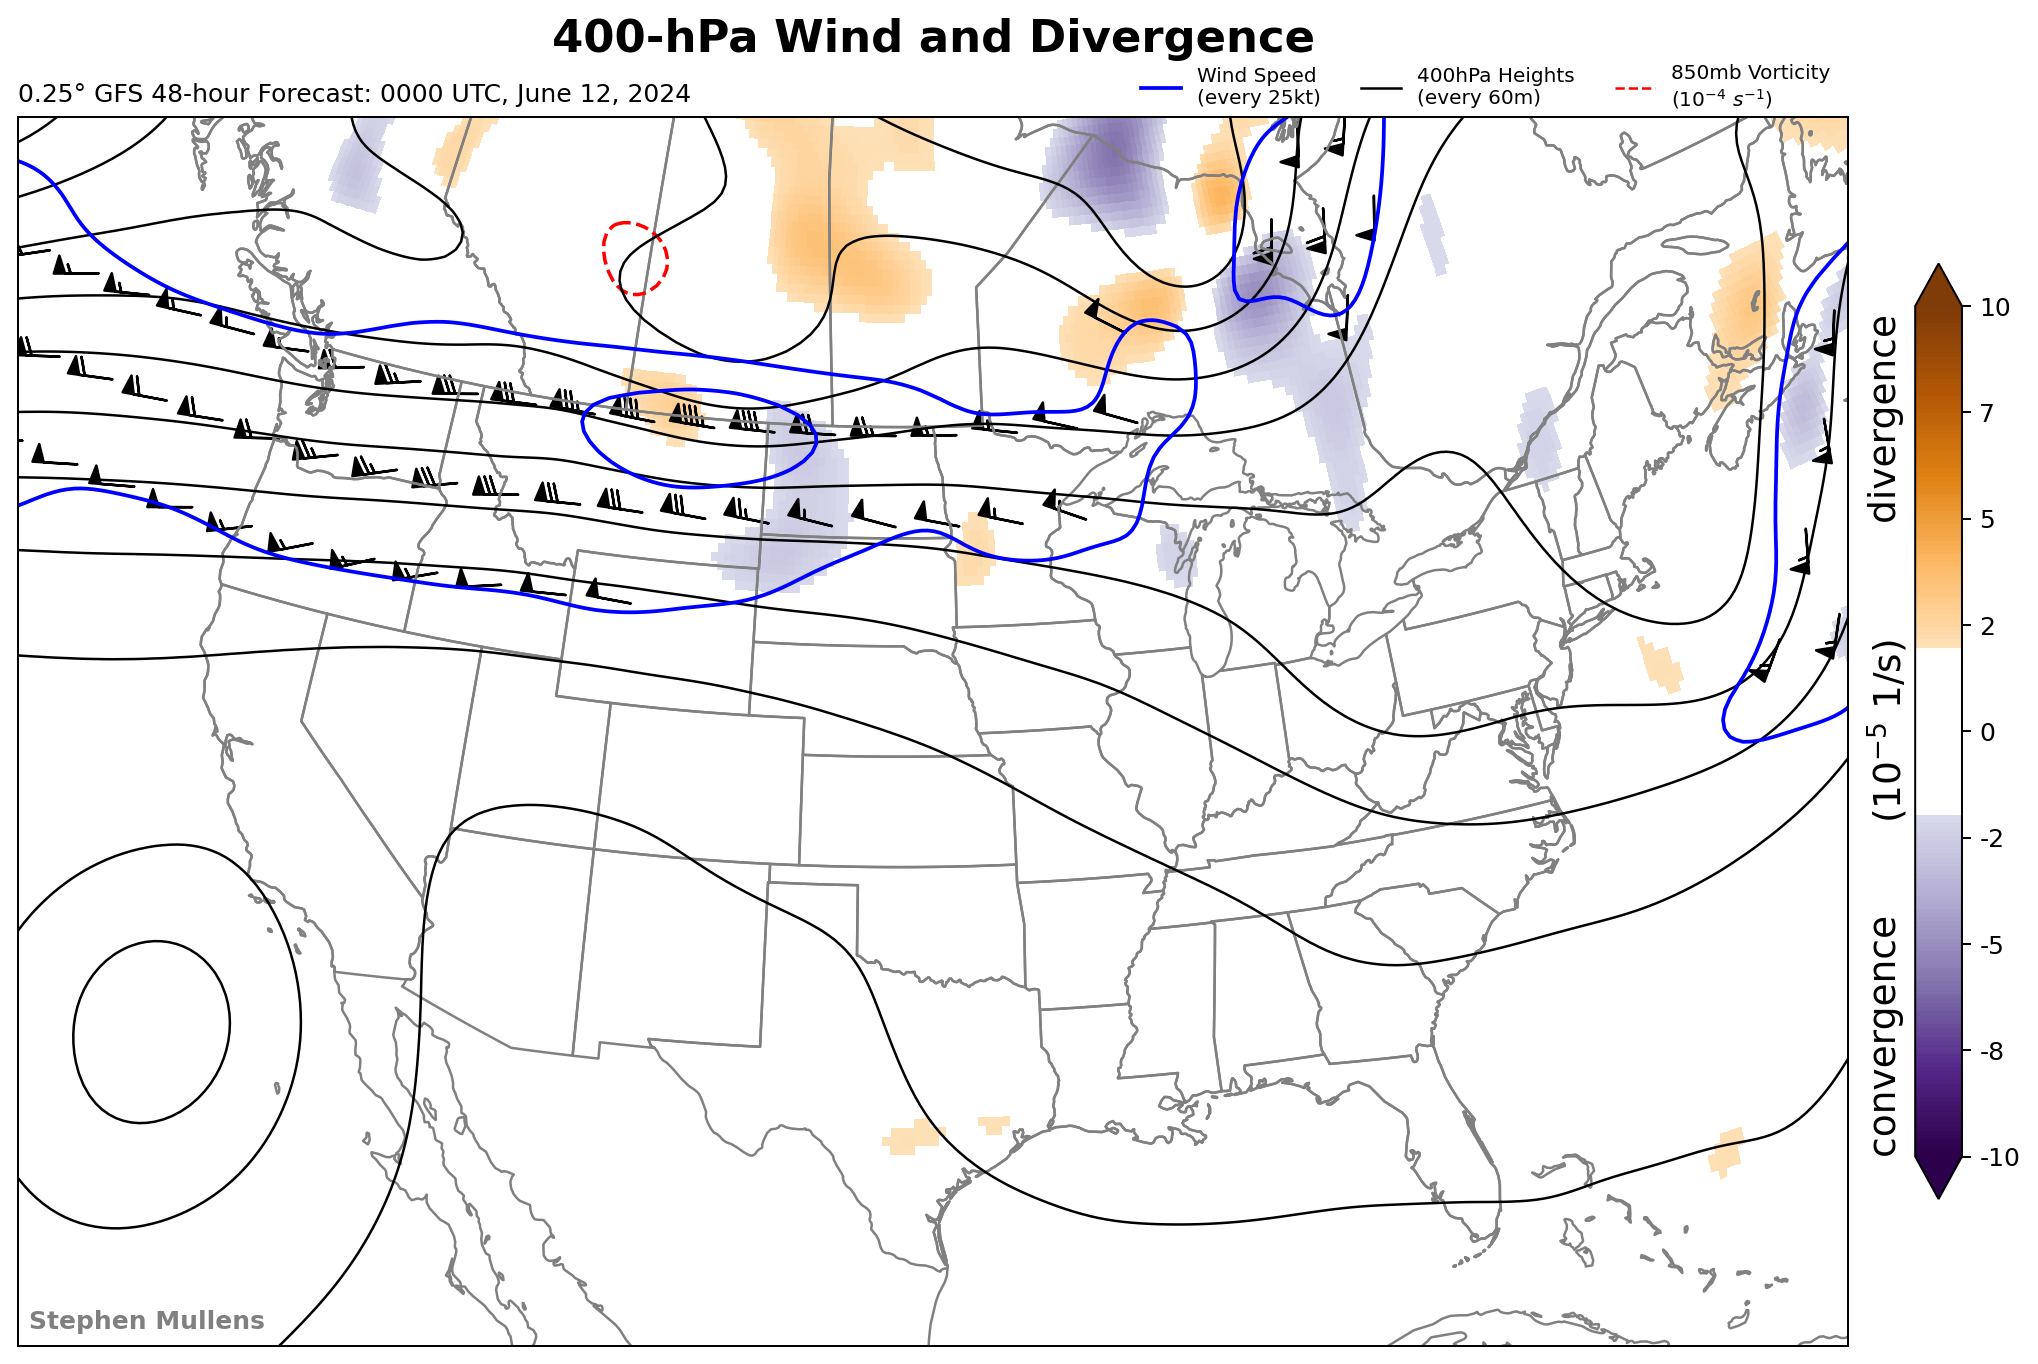 400-hPa Wind and Divergence
0.25° GFS 48-hour Forecast: 0000 UTC, June 12, 2024
Wind Speed
(every 25kt)
400hPa Heights
(every 60m)
850mb Vorticity
(10⁻⁴ s⁻¹)
10
7
5
2
0
-2
-5
-8
-10
convergence (10⁻⁵ 1/s) divergence
Stephen Mullens